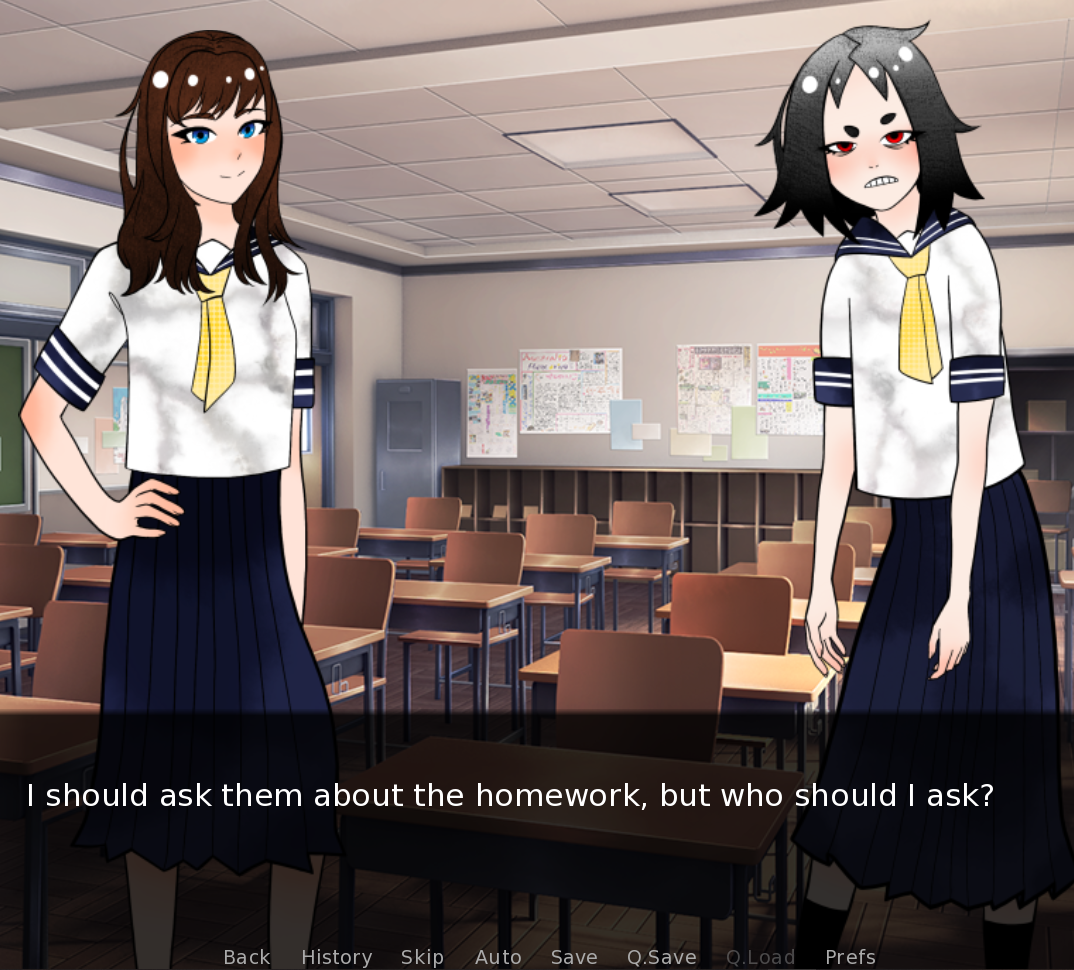 I should ask them about the homework, but who should I ask?
Back History Skip Auto Save Q.Save Q.Load Prefs